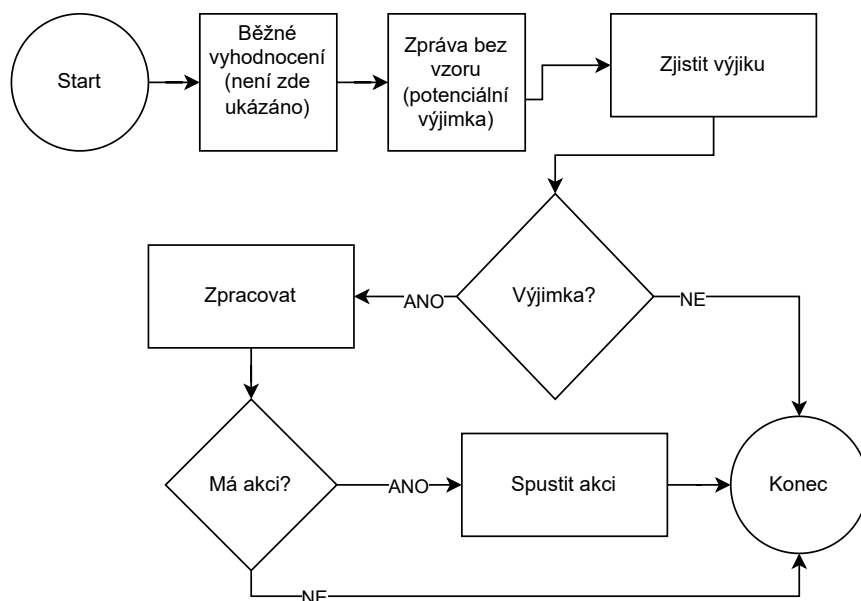 Start
Běžné
vyhodnocení
(není zde
ukázáno)
Zpráva bez
vzoru
(potenciální
výjimka)
Zjistit výjiku
Zpracovat
ANO
Výjimka?
NE
Má akci?
ANO
Spustit akci
Konec
NE